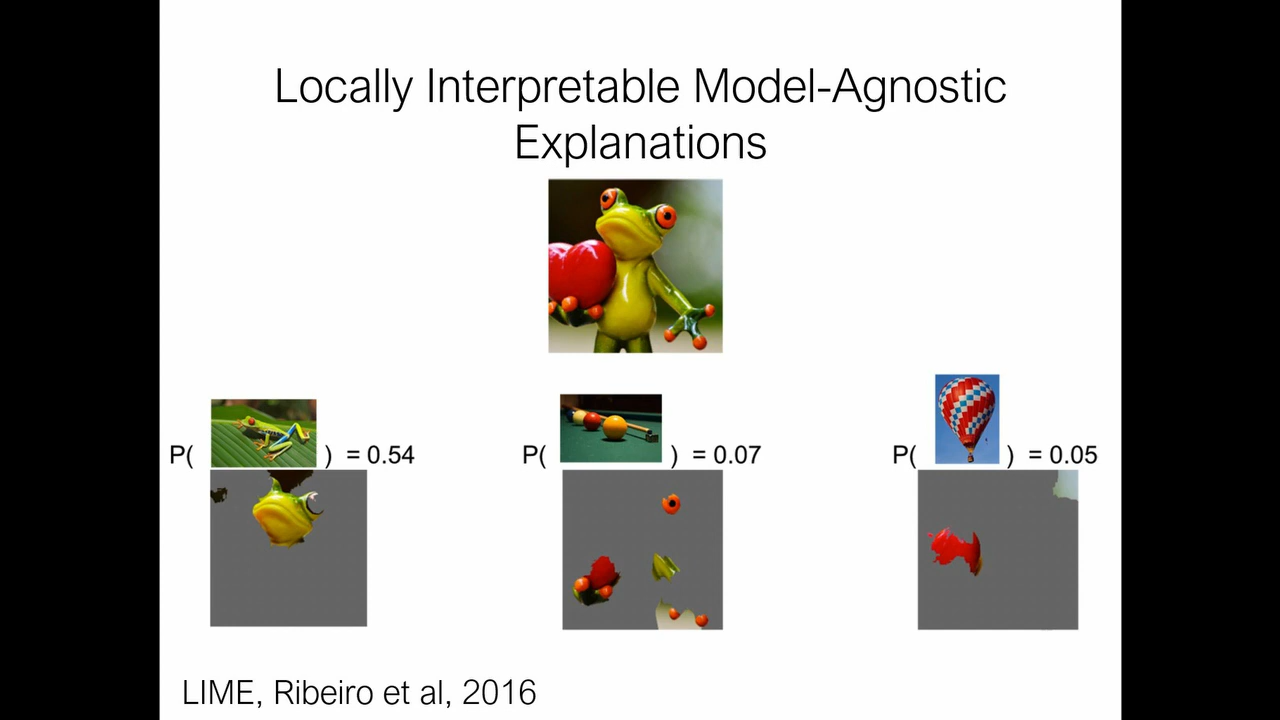 Locally Interpretable Model-Agnostic
Explanations
P( ) = 0.54
P( ) = 0.07
P( ) = 0.05
LIME, Ribeiro et al, 2016